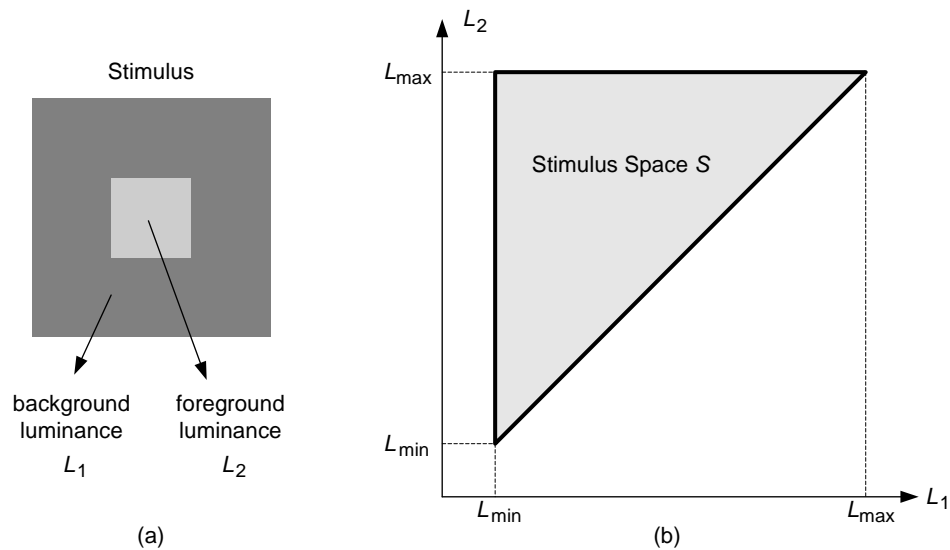 Stimulus
background
luminance
L1
foreground
luminance
L2
(a)
L2
Lmax
Stimulus Space S
Lmin
L1
Lmin
Lmax
(b)